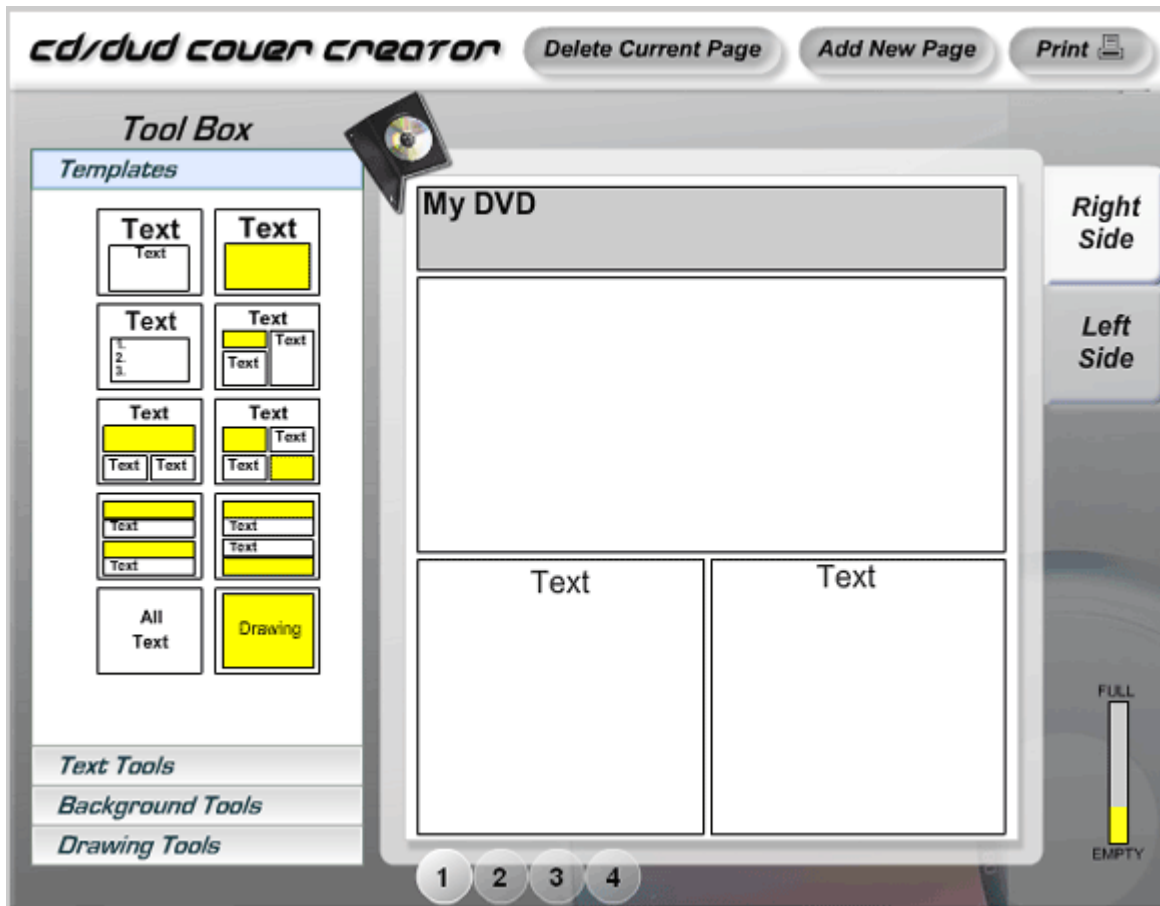 cd/dvd cover creator
Delete Current Page
Add New Page
Print
Tool Box
Templates
Text
Text
Text
Text
1.
2.
3.
Text
Text
Text
Text
Text
Text
Text
Text
Text
Text
Text
Text
Text
All
Text
Drawing
Text Tools
Background Tools
Drawing Tools
My DVD
Text
Text
Right
Side
Left
Side
FULL
EMPTY
1 2 3 4